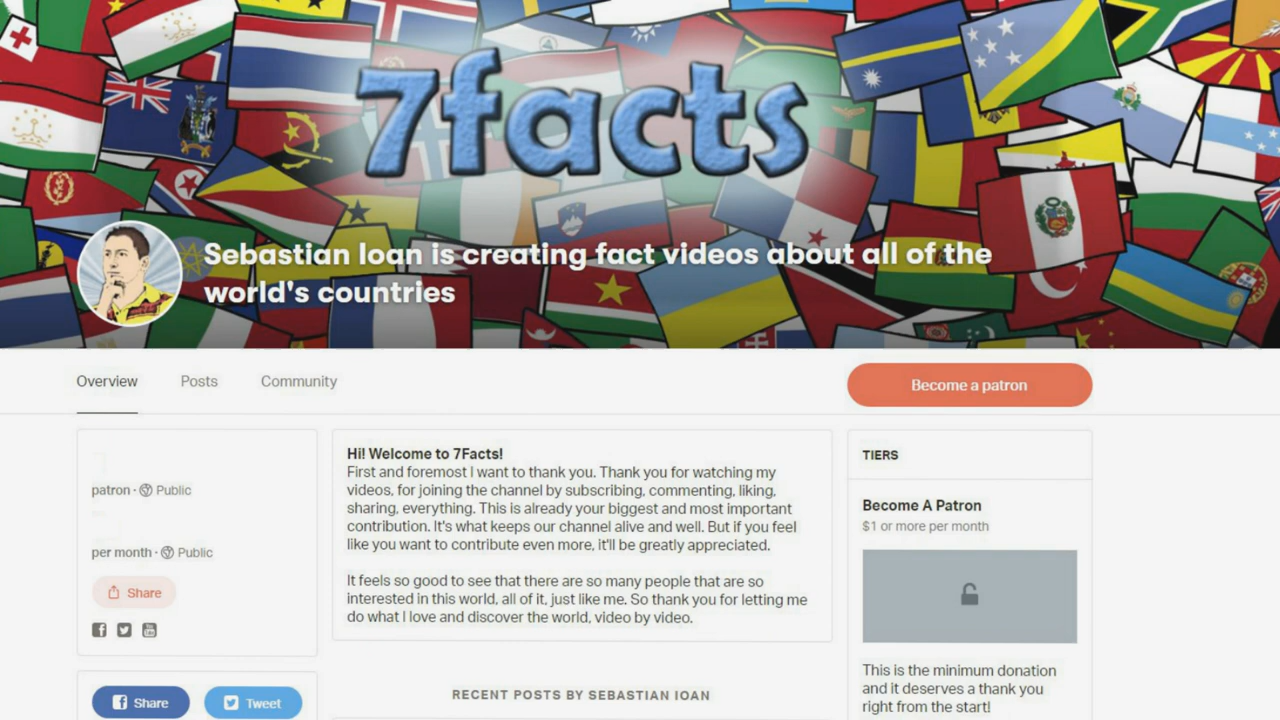 7facts
Sebastian Ioan is creating fact videos about all of the
world's countries
Overview
Posts
Community
Become a patron
patron · Public
per month · Public
Share
Share
Tweet
Hi! Welcome to 7Facts!
First and foremost I want to thank you. Thank you for watching my
videos, for joining the channel by subscribing, commenting, liking,
sharing, everything. This is already your biggest and most important
contribution. It's what keeps our channel alive and well. But if you feel
like you want to contribute even more, it'll be greatly appreciated.
It feels so good to see that there are so many people that are so
interested in this world, all of it, just like me. So thank you for letting me
do what I love and discover the world, video by video.
RECENT POSTS BY SEBASTIAN IOAN
TIERS
Become A Patron
$1 or more per month
This is the minimum donation
and it deserves a thank you
right from the start!